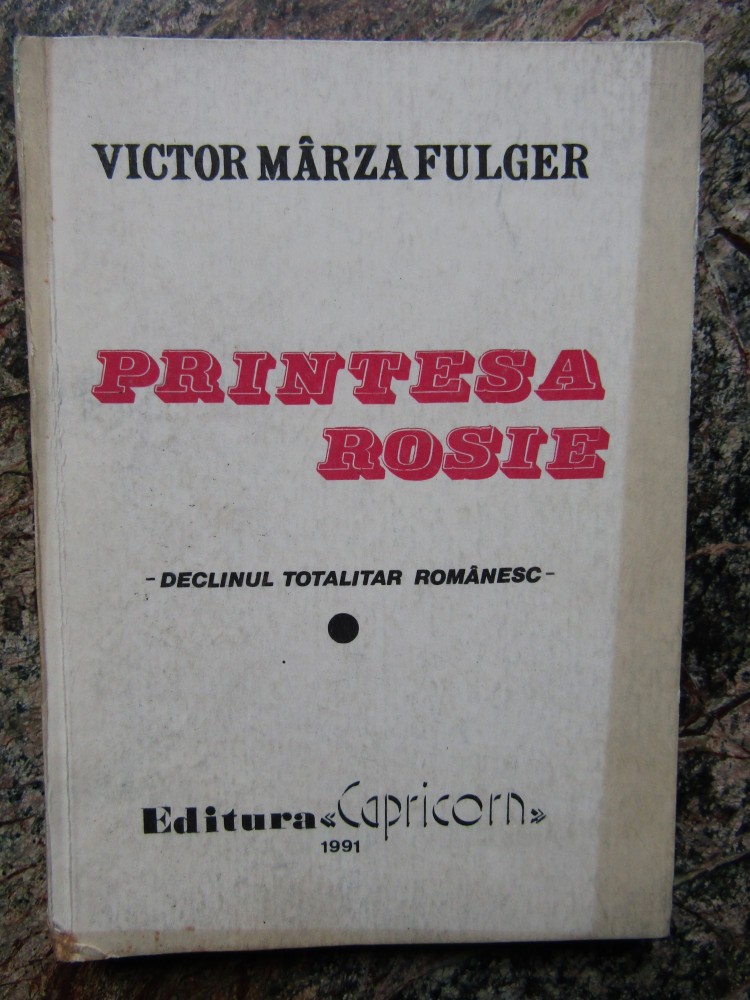 VICTOR MÂRZA FULGER
PRINTESA
ROSIE
-DECLINUL TOTALITAR ROMÂNESC-
Editura «Capricorn»
1991